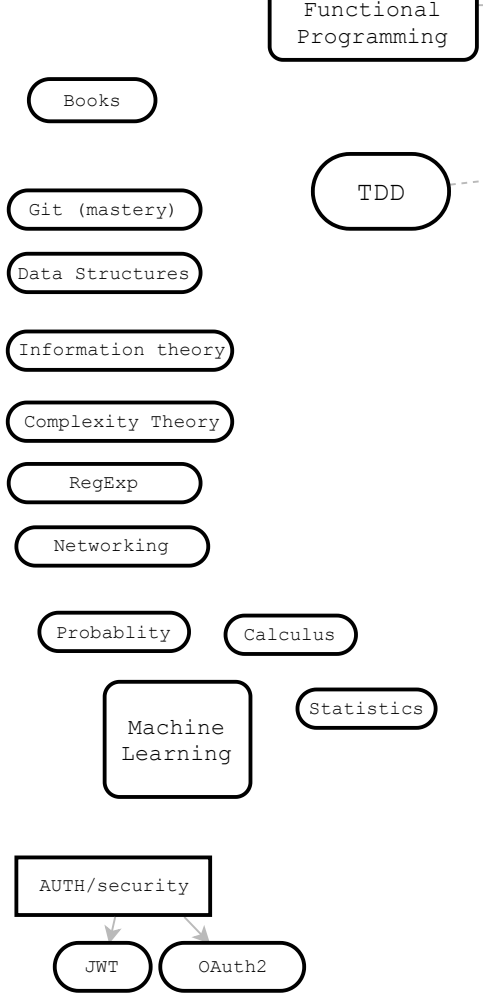 Functional
Programming
Books
TDD
Git (mastery)
Data Structures
Information theory
Complexity Theory
RegExp
Networking
Probablity
Calculus
Statistics
Machine
Learning
AUTH/security
JWT
OAuth2